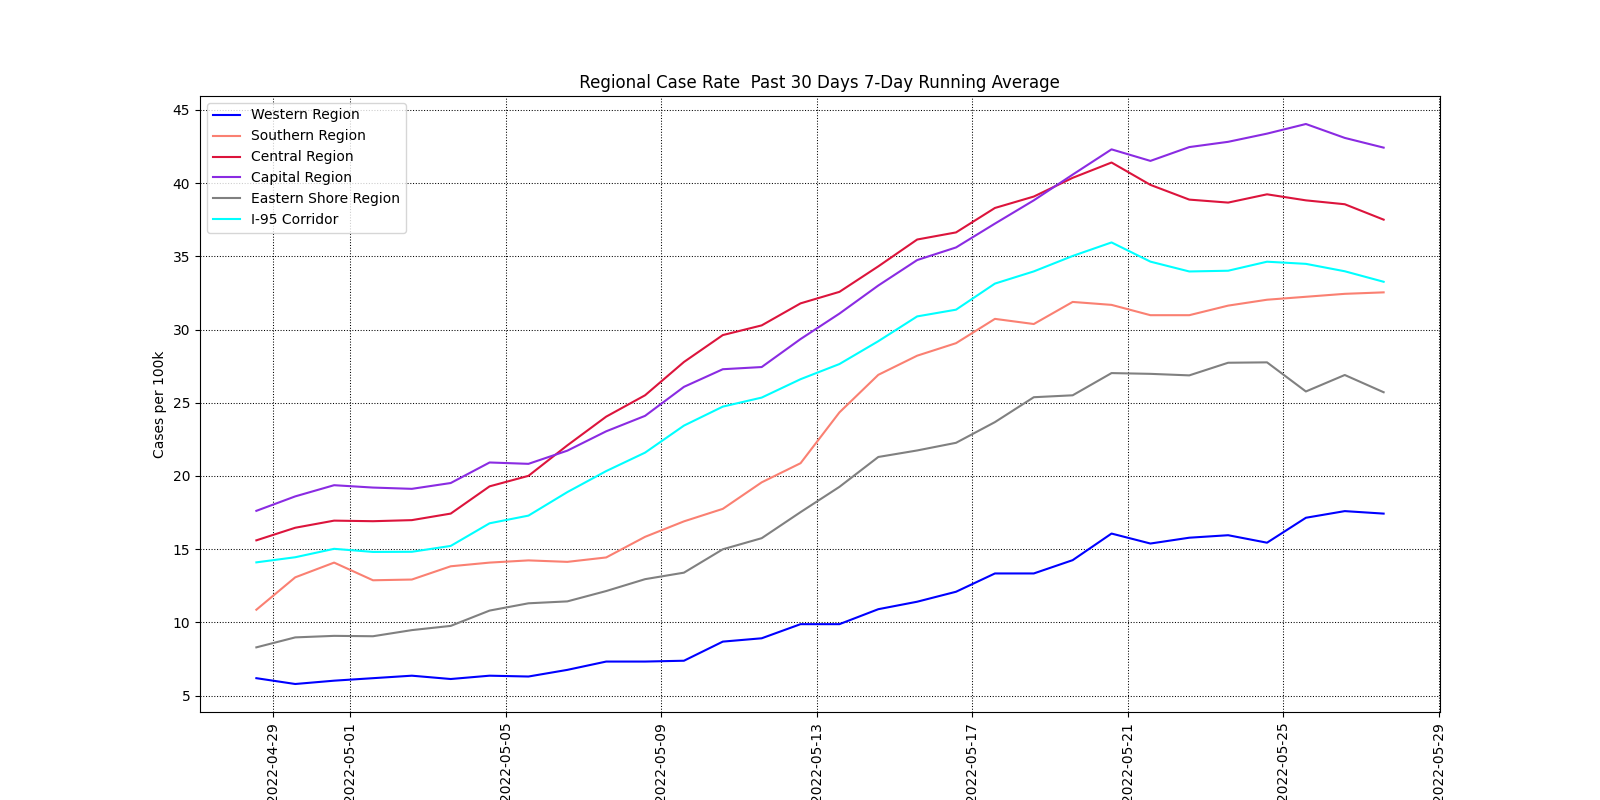 Regional Case Rate  Past 30 Days 7-Day Running Average
Western Region
Southern Region
Central Region
Capital Region
Eastern Shore Region
I-95 Corridor
Cases per 100k
45
40
35
30
25
20
15
10
5
2022-04-29
2022-05-01
2022-05-05
2022-05-09
2022-05-13
2022-05-17
2022-05-21
2022-05-25
2022-05-29